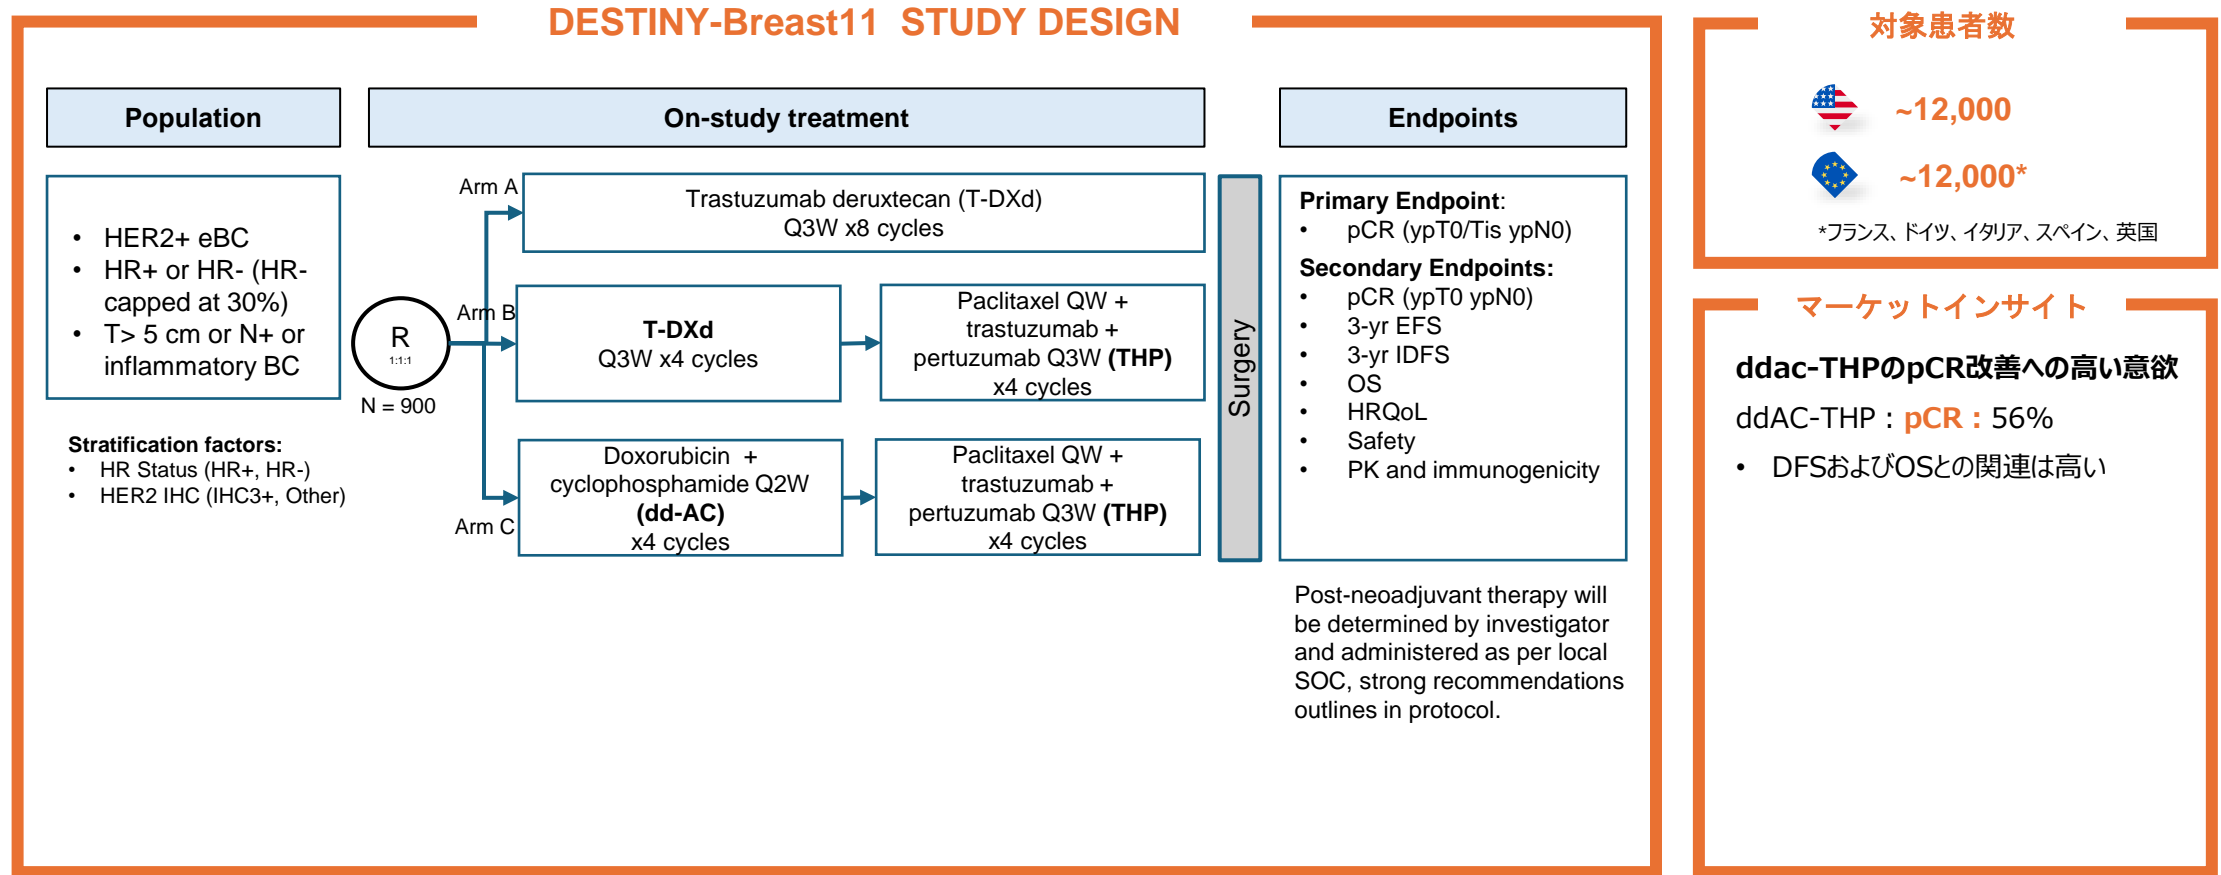 DESTINY-Breast11 STUDY DESIGN
Population
On-study treatment
Endpoints
• HER2+ eBC
• HR+ or HR- (HR-
capped at 30%)
• T> 5 cm or N+ or
inflammatory BC
Stratification factors:
• HR Status (HR+, HR-)
• HER2 IHC (IHC3+, Other)
R
1:1:1
N = 900
Arm A
Trastuzumab deruxtecan (T-DXd)
Q3W x8 cycles
Arm B
T-DXd
Q3W x4 cycles
Paclitaxel QW +
trastuzumab +
pertuzumab Q3W (THP)
x4 cycles
Arm C
Doxorubicin +
cyclophosphamide Q2W
(dd-AC)
x4 cycles
Paclitaxel QW +
trastuzumab +
pertuzumab Q3W (THP)
x4 cycles
Surgery
Primary Endpoint:
• pCR (ypT0/Tis ypN0)
Secondary Endpoints:
• pCR (ypT0 ypN0)
• 3-yr EFS
• 3-yr IDFS
• OS
• HRQoL
• Safety
• PK and immunogenicity
Post-neoadjuvant therapy will
be determined by investigator
and administered as per local
SOC, strong recommendations
outlines in protocol.
対象患者数
~12,000
~12,000*
*フランス、ドイツ、イタリア、スペイン、英国
マーケットインサイト
ddac-THPのpCR改善への高い意欲
ddAC-THP：pCR：56%
• DFSおよびOSとの関連は高い